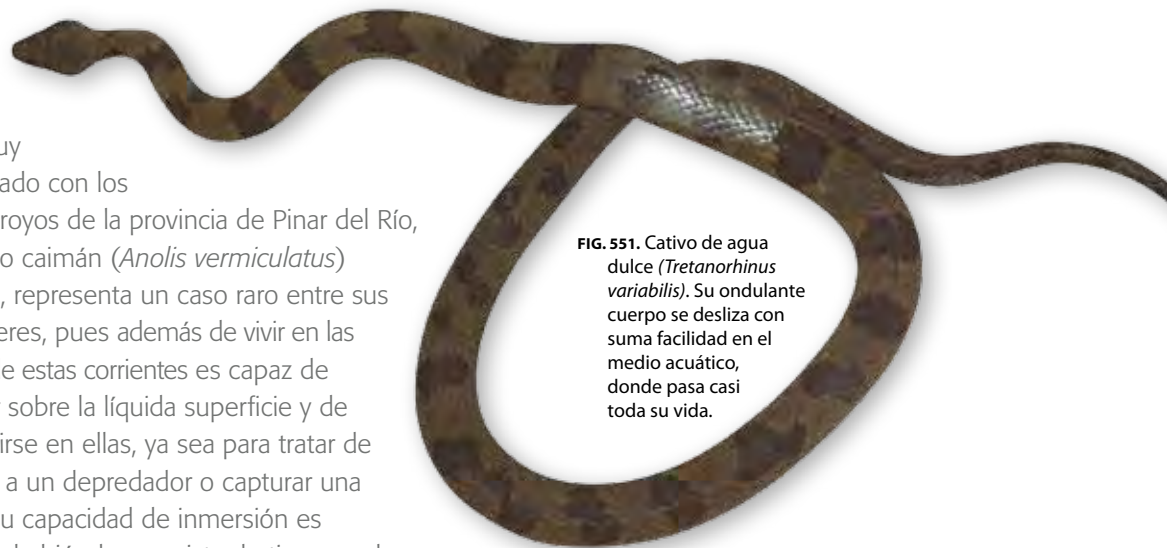 uy
ado con los
royos de la provincia de Pinar del Río,
o caimán (Anolis vermiculatus)
, representa un caso raro entre sus
eres, pues además de vivir en las
e estas corrientes es capaz de
sobre la líquida superficie y de
irse en ellas, ya sea para tratar de
a un depredador o capturar una
u capacidad de inmersión es
FIG. 551. Cativo de agua
dulce (Tretanorhinus
variabilis). Su ondulante
cuerpo se desliza con
suma facilidad en el
medio acuático,
donde pasa casi
toda su vida.